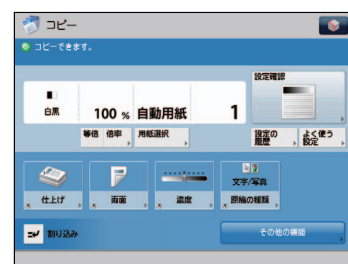 コピー
コピーできます。
設定確認
白黒
100 % 自動用紙 1
等倍 倍率 用紙選択
設定の履歴 よく使う設定
文字/写真
仕上げ 両面 濃度 原稿の種類
割り込み その他の機能